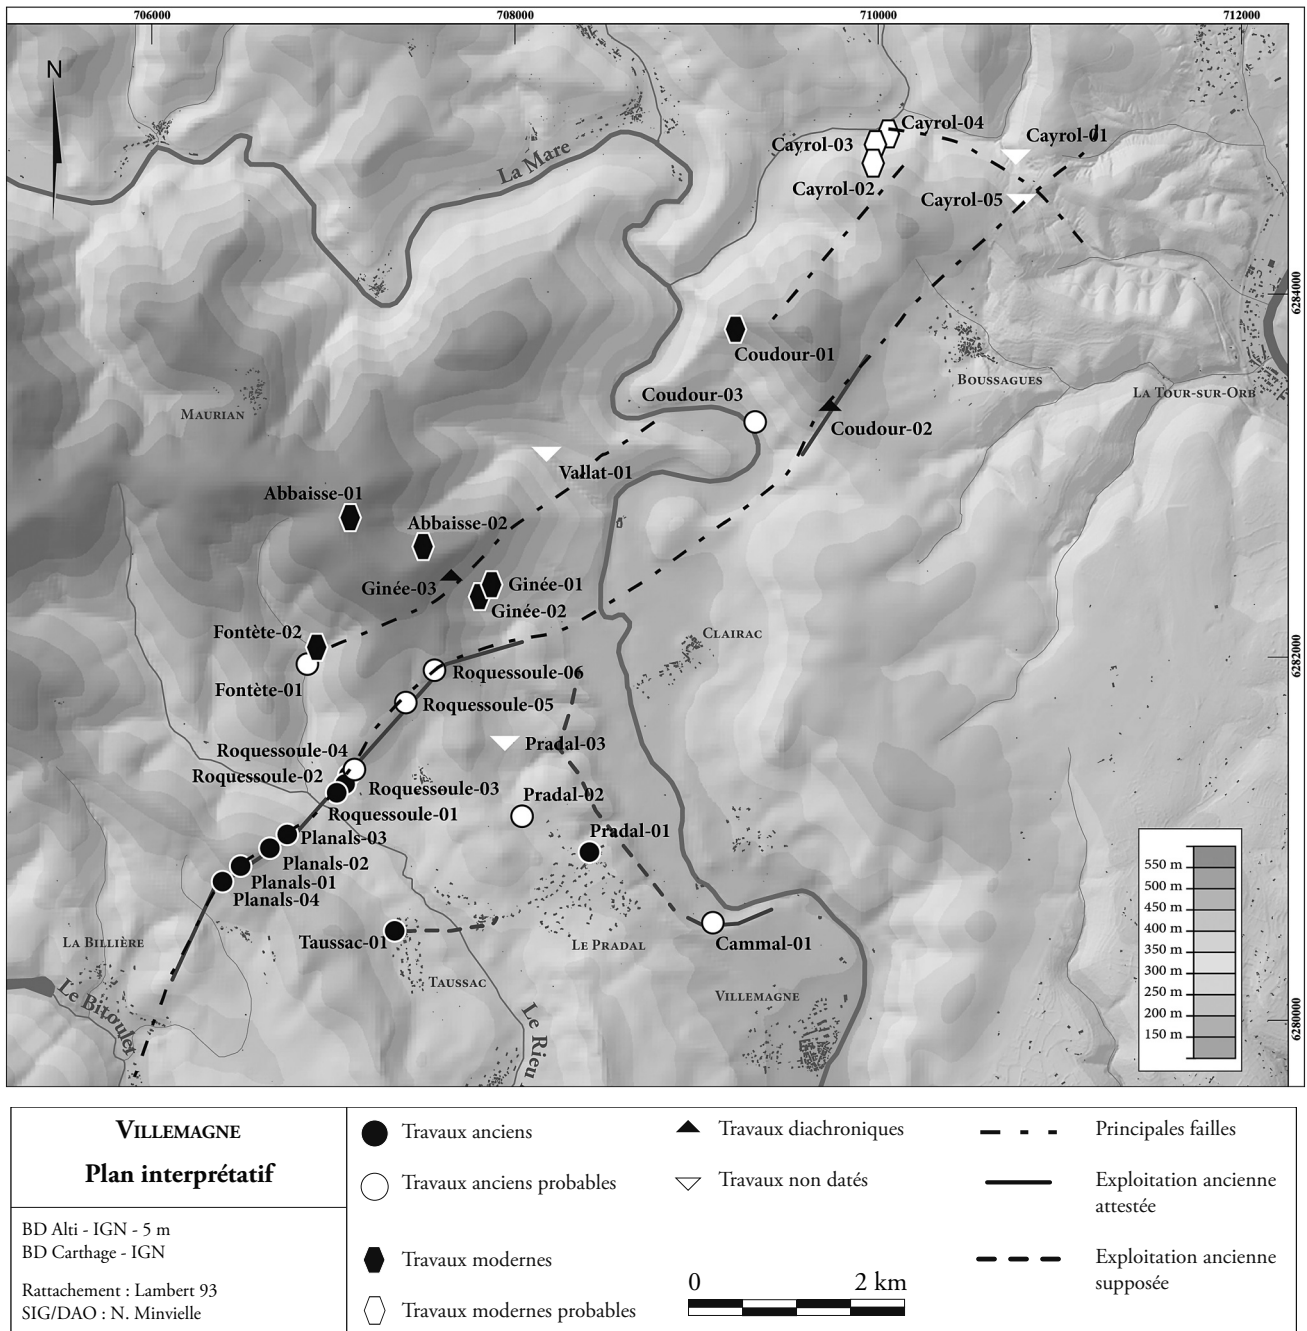 706000
708000
710000
712000
N
La Mare
Cayrol-04
Cayrol-01
Cayrol-03
Cayrol-02
Cayrol-05
6284000
Coudour-01
Boussagues
Maurian
Coudour-03
La Tour-sur-Orb
Coudour-02
Vallat-01
Abbaisse-01
Abbaisse-02
Ginée-03
Ginée-01
Ginée-02
Fontète-02
Clairac
6282000
Roquessoule-06
Fontète-01
Roquessoule-05
Roquessoule-04
Pradal-03
Roquessoule-02
Roquessoule-03
Pradal-02
Roquessoule-01
Pradal-01
Planals-03
Planals-02
Planals-01
Planals-04
550 m
500 m
450 m
400 m
350 m
300 m
250 m
200 m
150 m
La Billière
Taussac-01
Le Pradal
Cammal-01
Taussac
Villemagne
Le Bitoulet
Le Rieu
6280000
Villemagne
Plan interprétatif
BD Alti - IGN - 5 m
BD Carthage - IGN
Rattachement : Lambert 93
SIG/DAO : N. Minvielle
Travaux anciens
Travaux anciens probables
Travaux modernes
Travaux modernes probables
Travaux diachroniques
Travaux non datés
0 2 km
Principales failles
Exploitation ancienne
attestée
Exploitation ancienne
supposée